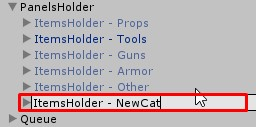 PanelsHolder
ItemsHolder - Props
ItemsHolder - Tools
ItemsHolder - Guns
ItemsHolder - Armor
ItemsHolder - Other
ItemsHolder - NewCat
Queue